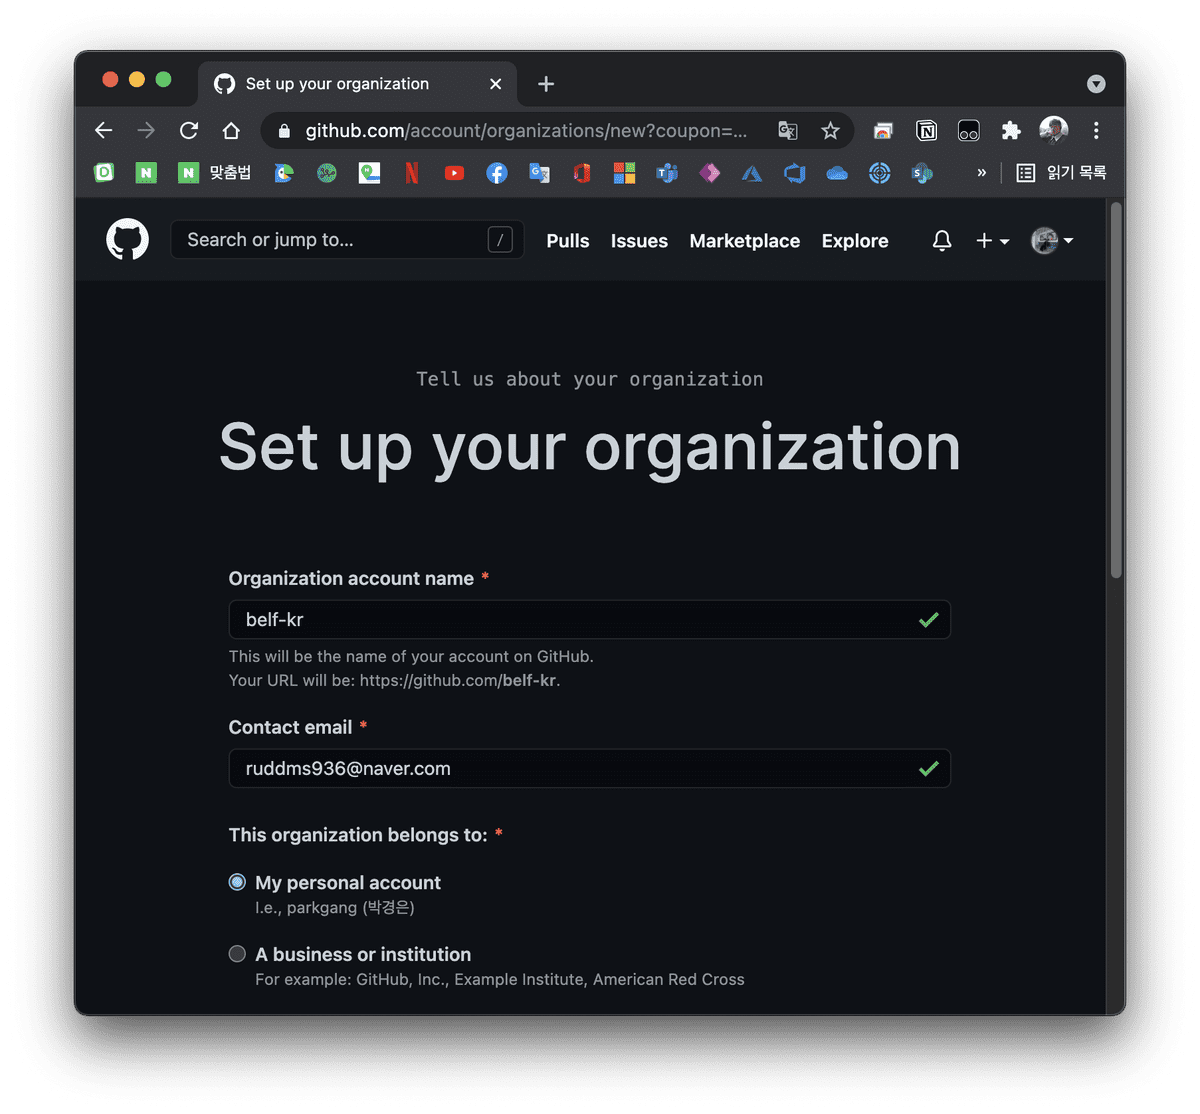 Set up your organization
github.com/account/organizations/new?coupon=...
맞춤법
» 읽기 목록
Search or jump to... /
Pulls Issues Marketplace Explore
Tell us about your organization
Set up your organization
Organization account name *
belf-kr
This will be the name of your account on GitHub.
Your URL will be: https://github.com/belf-kr.
Contact email *
ruddms936@naver.com
This organization belongs to: *
My personal account
I.e., parkgang (박경은)
A business or institution
For example: GitHub, Inc., Example Institute, American Red Cross